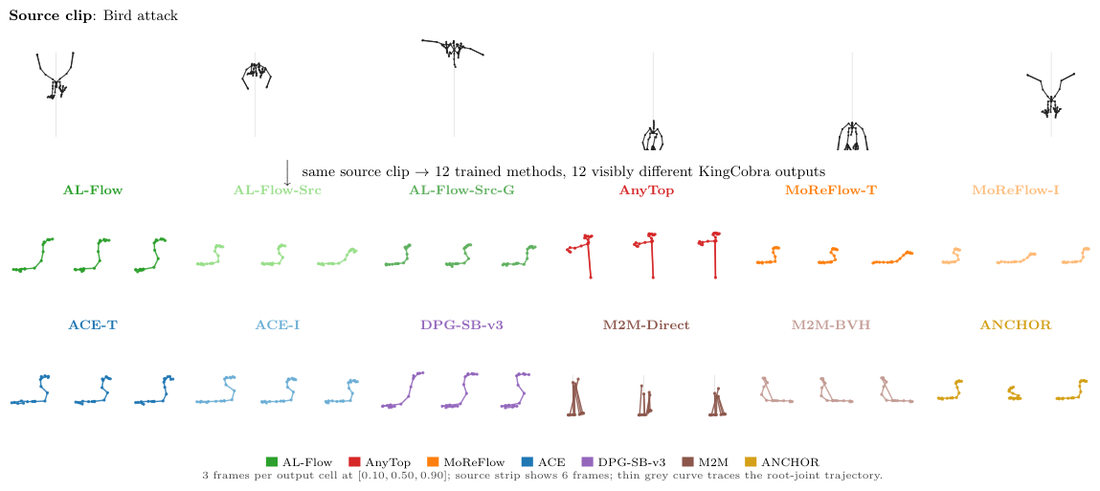 Source clip: Bird attack
same source clip → 12 trained methods, 12 visibly different KingCobra outputs
AL-Flow AL-Flow-Src AL-Flow-Src-G AnyTop MoReFlow-T MoReFlow-I
ACE-T ACE-I DPG-SB-v3 M2M-Direct M2M-BVH ANCHOR
AL-Flow AnyTop MoReFlow ACE DPG-SB-v3 M2M ANCHOR
3 frames per output cell at [0.10, 0.50, 0.90]; source strip shows 6 frames; thin grey curve traces the root-joint trajectory.